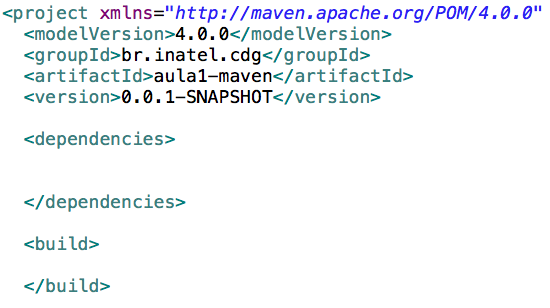 <project xmlns="http://maven.apache.org/POM/4.0.0"
<modelVersion>4.0.0</modelVersion>
<groupId>br.inatel.cdg</groupId>
<artifactId>aula1-maven</artifactId>
<version>0.0.1-SNAPSHOT</version>
<dependencies>
</dependencies>
<build>
</build>